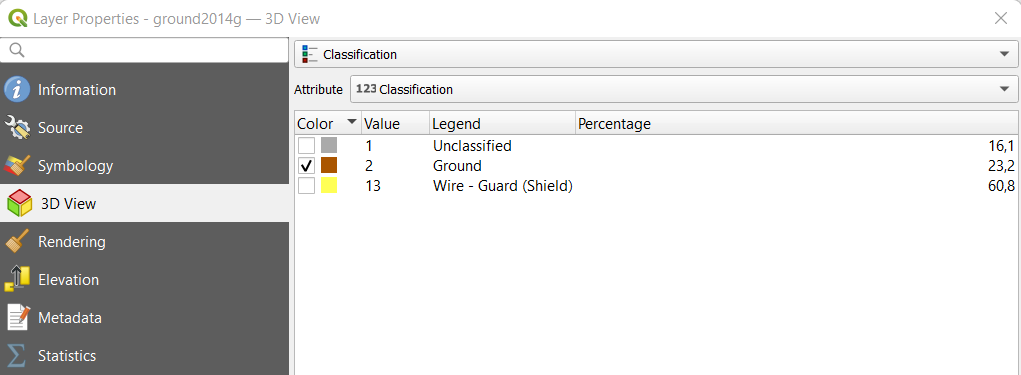 Layer Properties - ground2014g — 3D View
Classification
Information
Attribute 123 Classification
Source
Color Value Legend Percentage
1 Unclassified 16,1
Symbology
2 Ground 23,2
13 Wire - Guard (Shield) 60,8
3D View
Rendering
Elevation
Metadata
Statistics